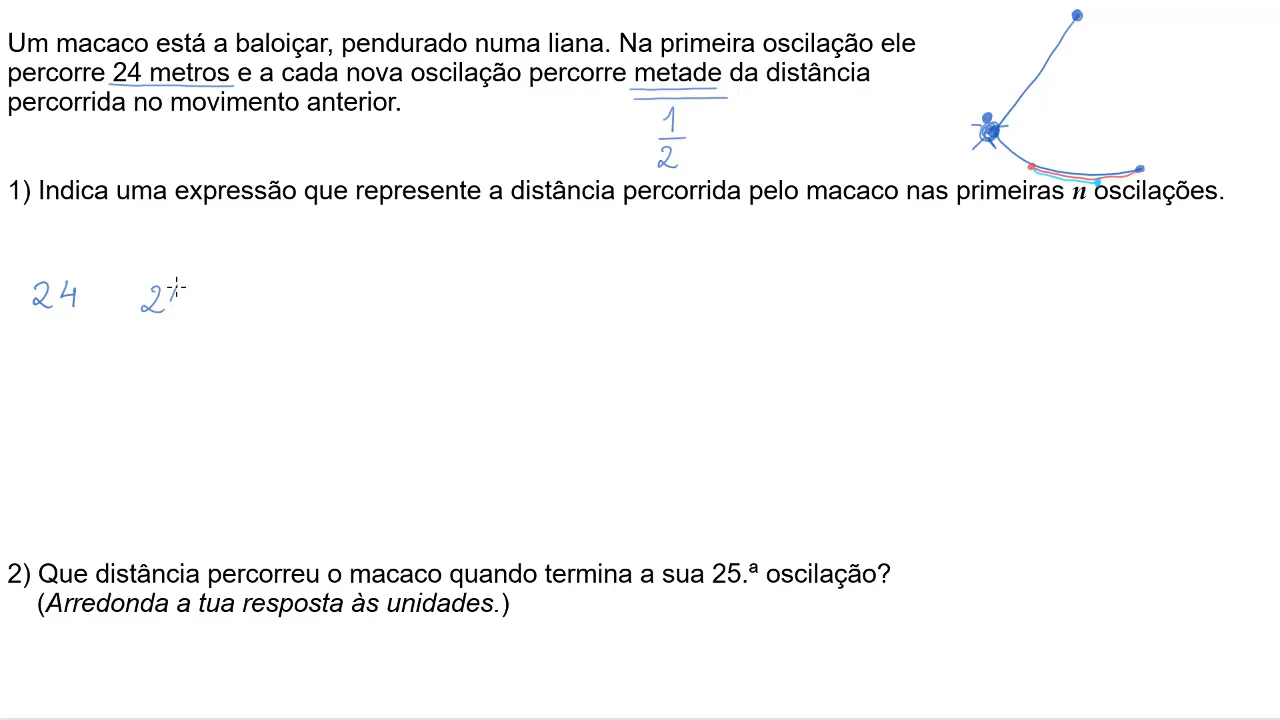 Um macaco está a baloiçar, pendurado numa liana. Na primeira oscilação ele
percorre 24 metros e a cada nova oscilação percorre metade da distância
percorrida no movimento anterior.
1
2
1) Indica uma expressão que represente a distância percorrida pelo macaco nas primeiras n oscilações.
24 2
2) Que distância percorreu o macaco quando termina a sua 25.ª oscilação?
(Arredonda a tua resposta às unidades.)